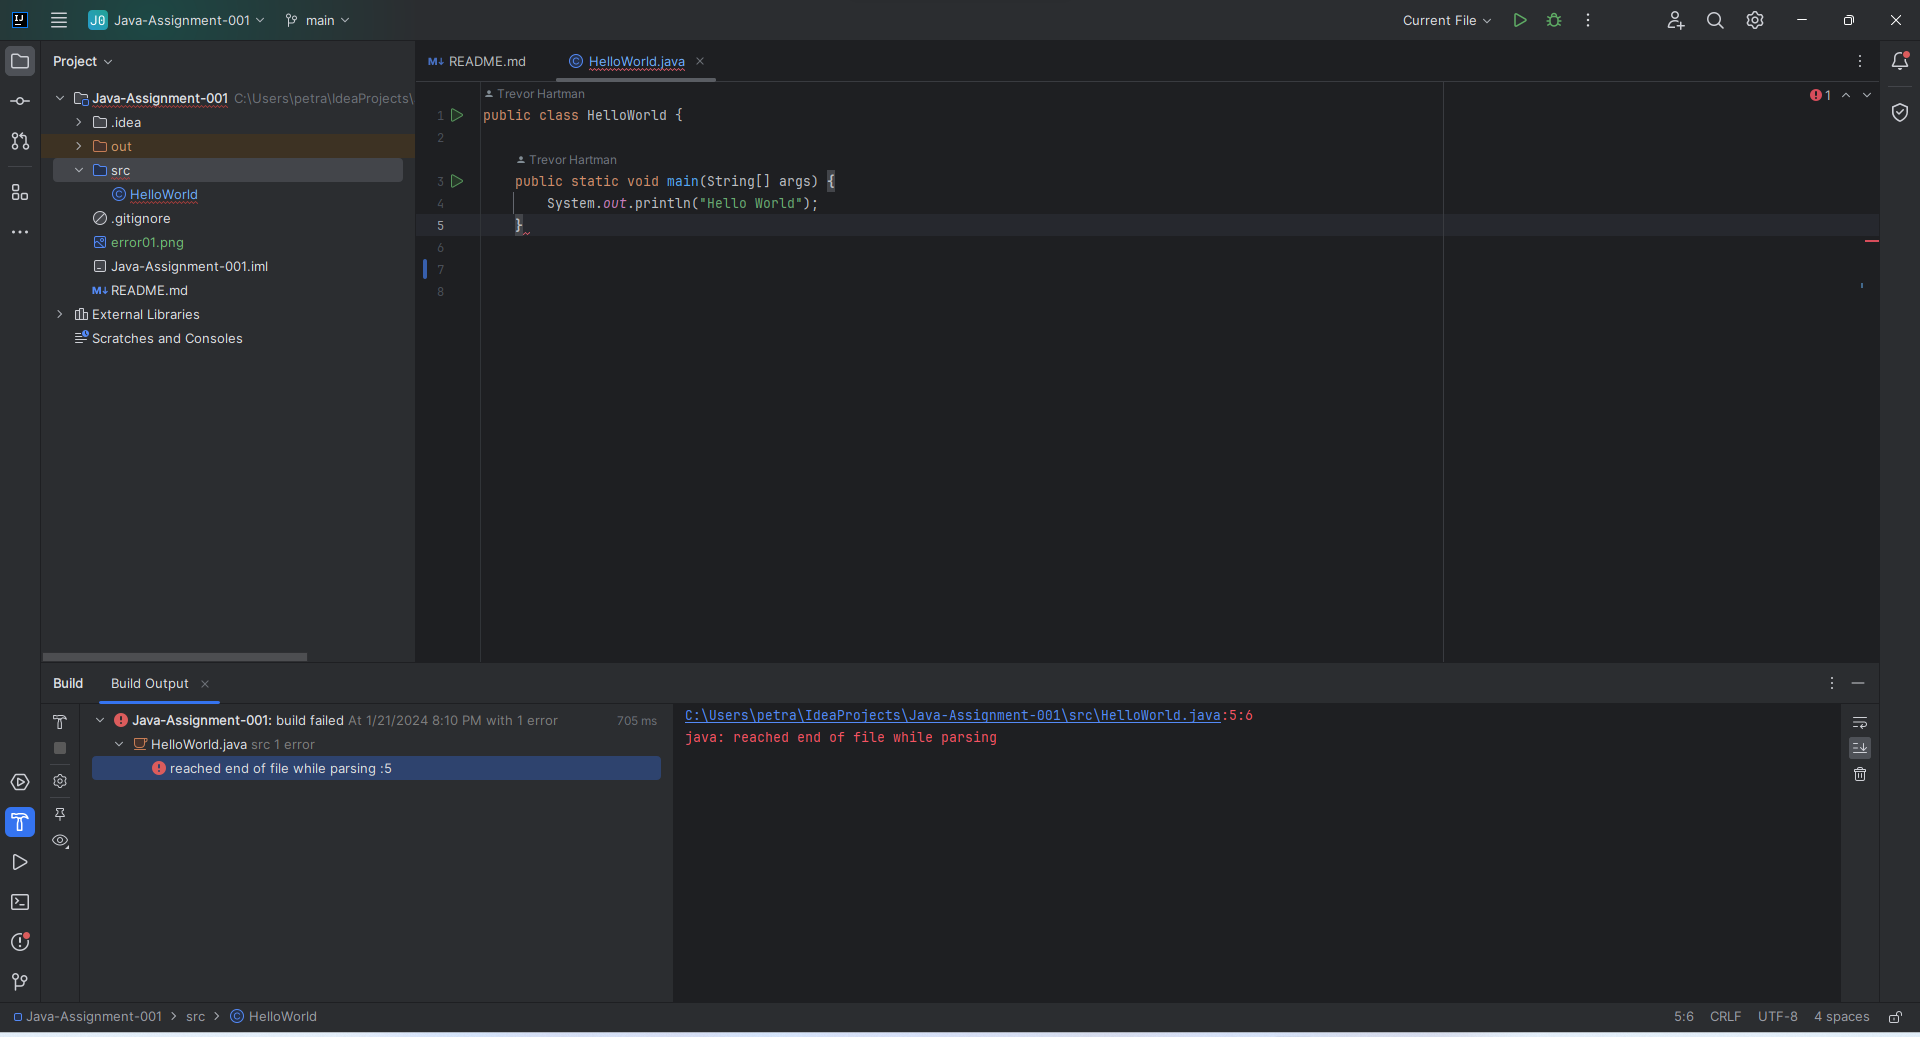 J0 Java-Assignment-001 main Current File
Project
README.md HelloWorld.java
Java-Assignment-001 C:\Users\petra\IdeaProjects\
.idea
out
src
HelloWorld
.gitignore
error01.png
Java-Assignment-001.iml
M↓ README.md
External Libraries
Scratches and Consoles
Trevor Hartman
1 public class HelloWorld {
2
Trevor Hartman
3 public static void main(String[] args) {
4 System.out.println("Hello World");
5 }
6
7
8
1
Build Build Output
Java-Assignment-001: build failed At 1/21/2024 8:10 PM with 1 error 705 ms
HelloWorld.java src 1 error
reached end of file while parsing :5
C:\Users\petra\IdeaProjects\Java-Assignment-001\src\HelloWorld.java:5:6
java: reached end of file while parsing
Java-Assignment-001 > src > HelloWorld 5:6 CRLF UTF-8 4 spaces